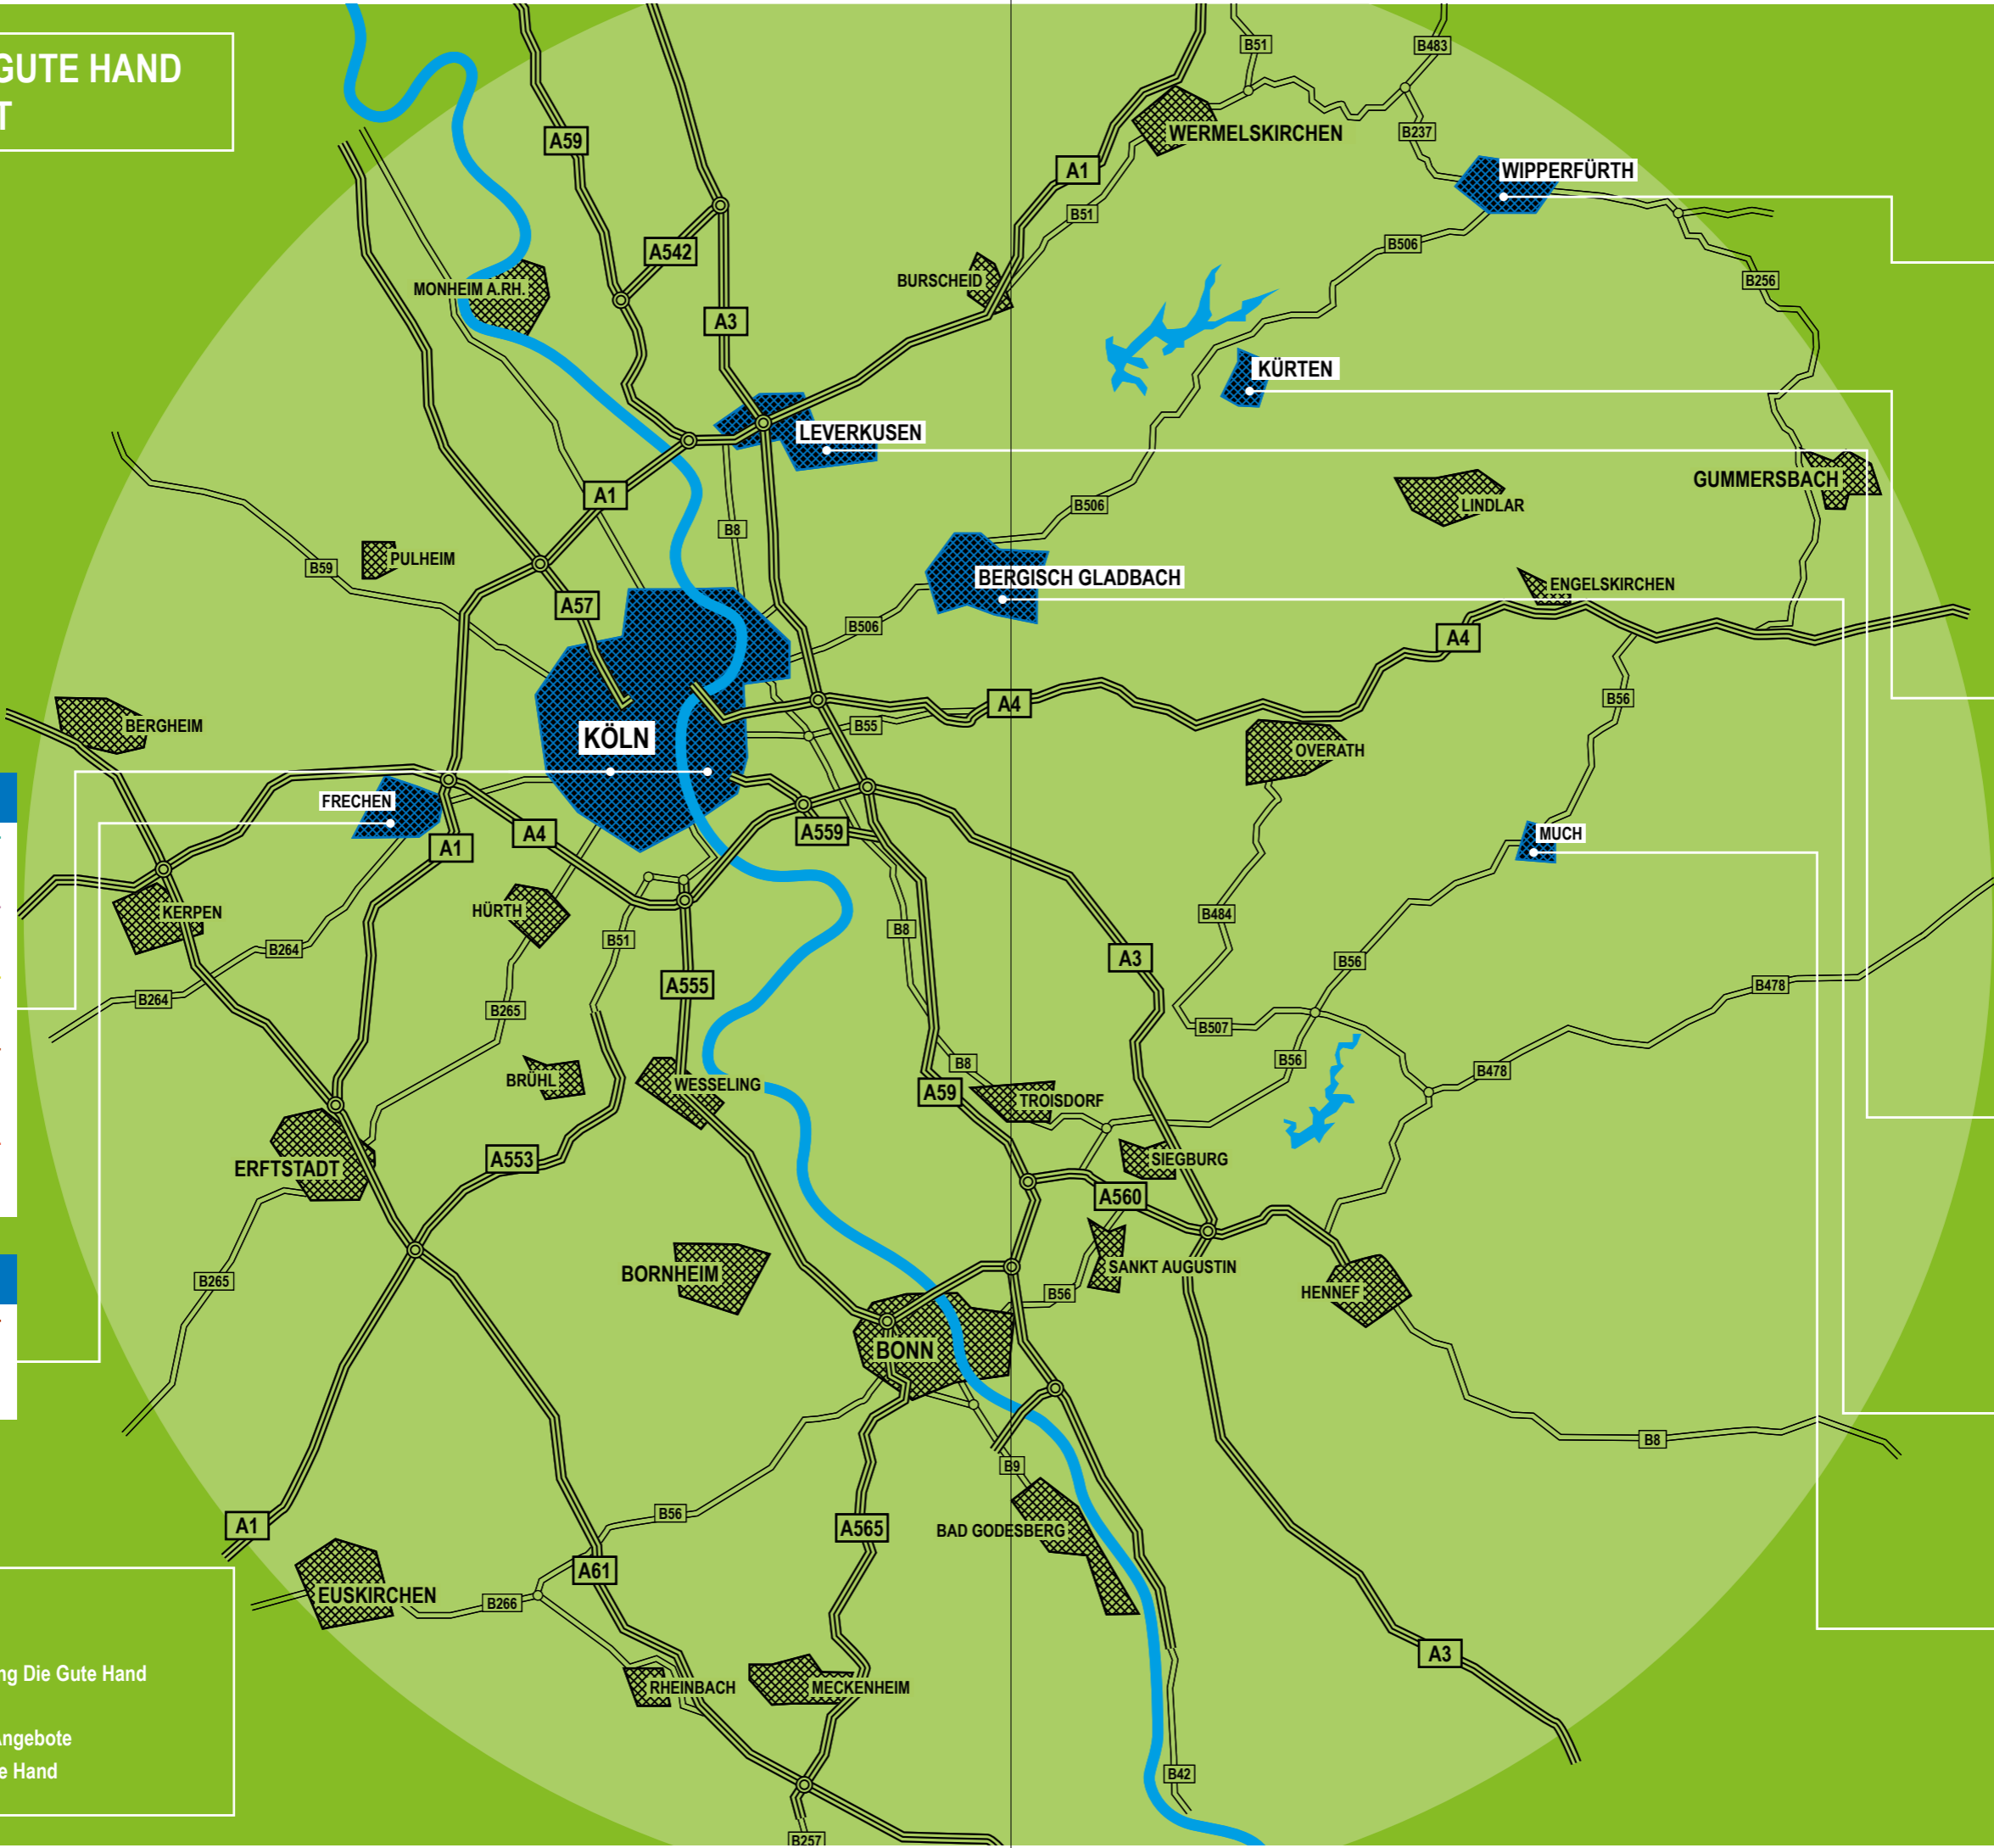 GUTE HAND
T
B51
B483
A59
WERMELSKIRCHEN
B237
A1
WIPPERFÜRTH
B51
A542
B506
MONHEIM A.RH.
BURSCHEID
B256
A3
KÜRTEN
LEVERKUSEN
GUMMERSBACH
A1
B506
LINDLAR
B8
PULHEIM
B59
BERGISCH GLADBACH
ENGELSKIRCHEN
A57
B506
A4
B56
A4
BERGHEIM
B55
KÖLN
OVERATH
FRECHEN
A4
A559
MUCH
A1
KERPEN
HÜRTH
B484
B51
B8
B264
A3
B56
A555
B478
B264
B265
B507
B8
B56
B478
BRÜHL
WESSELING
A59
TROISDORF
A553
SIEGBURG
ERFTSTADT
A560
SANKT AUGUSTIN
BORNHEIM
B265
B56
HENNEF
BONN
B8
B9
B56
A1
A565
BAD GODESBERG
A61
EUSKIRCHEN
B266
A3
ng Die Gute Hand
RHEINBACH
MECKENHEIM
Angebote
e Hand
B42
B257